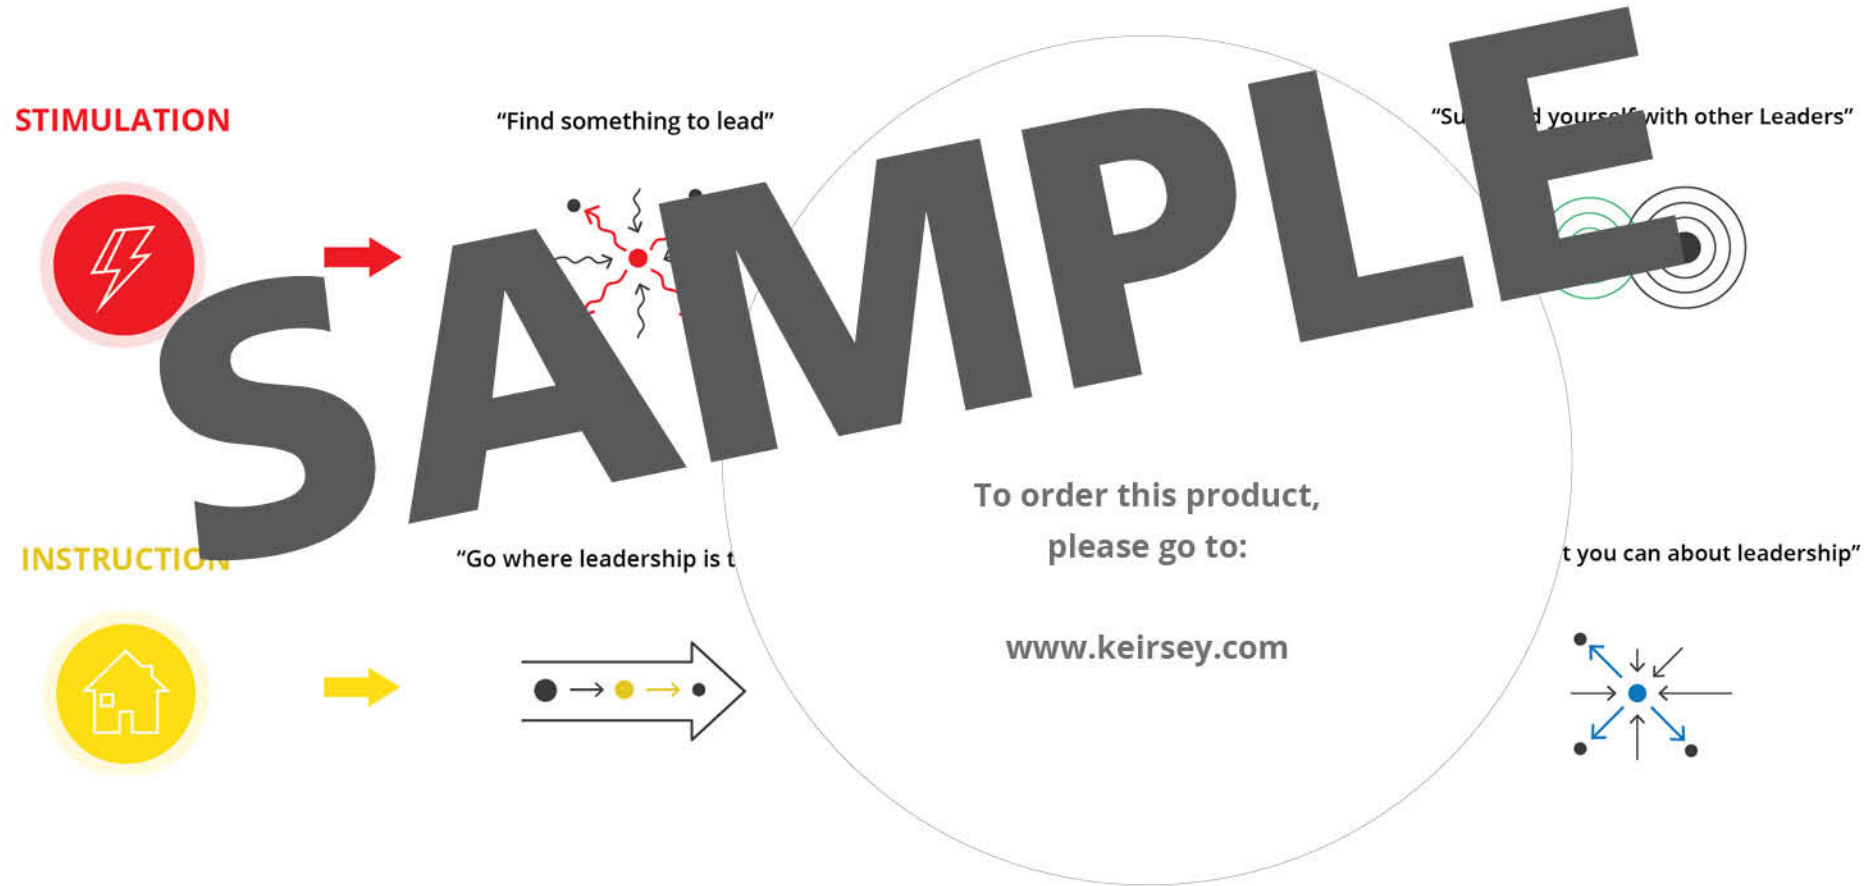 SAMPLE
STIMULATION
“Find something to lead”
yourself with other Leaders”
To order this product,
please go to:
www.keirsey.com
INSTRUCTION
“Go where leadership is
you can about leadership”